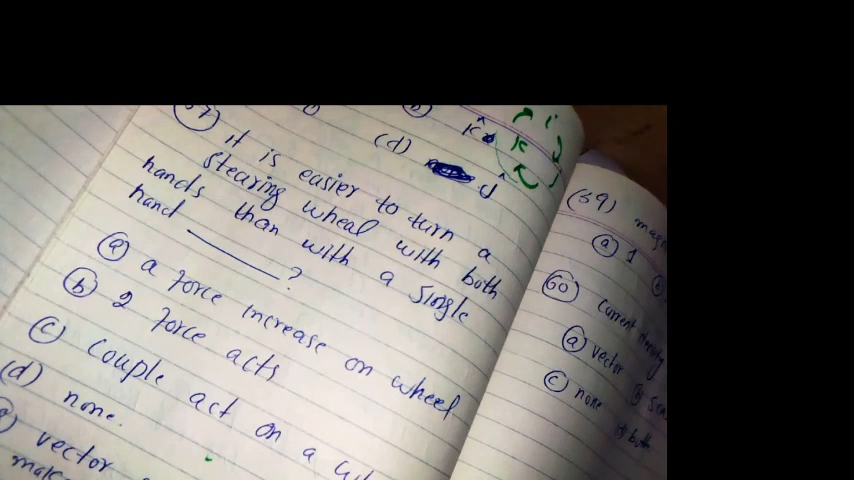 (d)
it is easier to turn a
stearing wheal with both
hands than with a single
hand ______?
(a) a force increase on wheel
(b) 2 force acts
(c) couple act on a
(d) none.
vector
(59)
(a) 1
(60) current
(a) vector (b)
(c) none